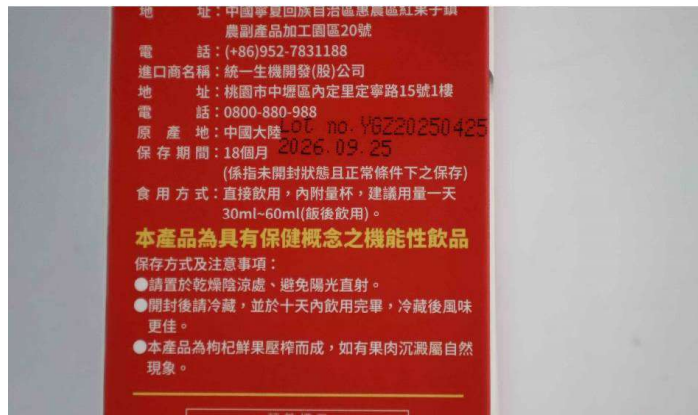 地　　址：中國寧夏回族自治區惠農區紅果子鎮
農副產品加工園區20號
電　　話：(+86)952-7831188
進口商名稱：統一生機開發(股)公司
地　　址：桃園市中壢區內定里定寧路15號1樓
電　　話：0800-880-988
原 產 地：中國大陸 Lot no.YGZ20250425
保存期間：18個月 2026.09.25
(係指未開封狀態且正常條件下之保存)
食用方式：直接飲用，內附量杯，建議用量一天
30ml~60ml(飯後飲用)。
本產品為具有保健概念之機能性飲品
保存方式及注意事項：
●請置於乾燥陰涼處、避免陽光直射。
●開封後請冷藏，並於十天內飲用完畢，冷藏後風味
更佳。
●本產品為枸杞鮮果壓榨而成，如有果肉沉澱屬自然
現象。